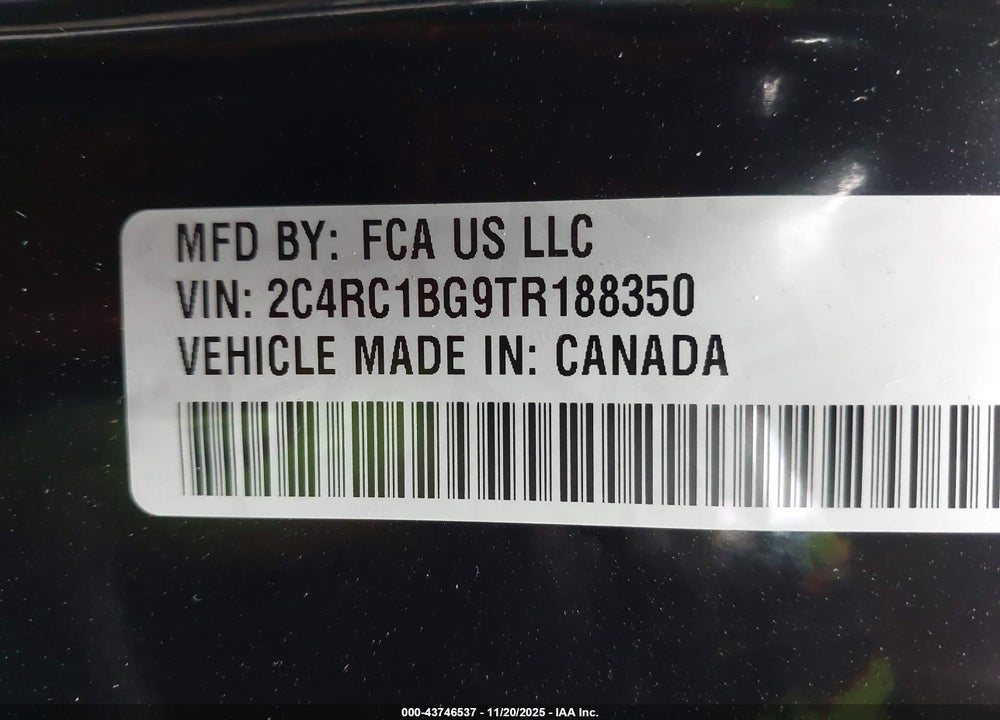 MFD BY: FCA US LLC
VIN: 2C4RC1BG9TR188350
VEHICLE MADE IN: CANADA
000-43746537 - 11/20/2025 - IAA Inc.